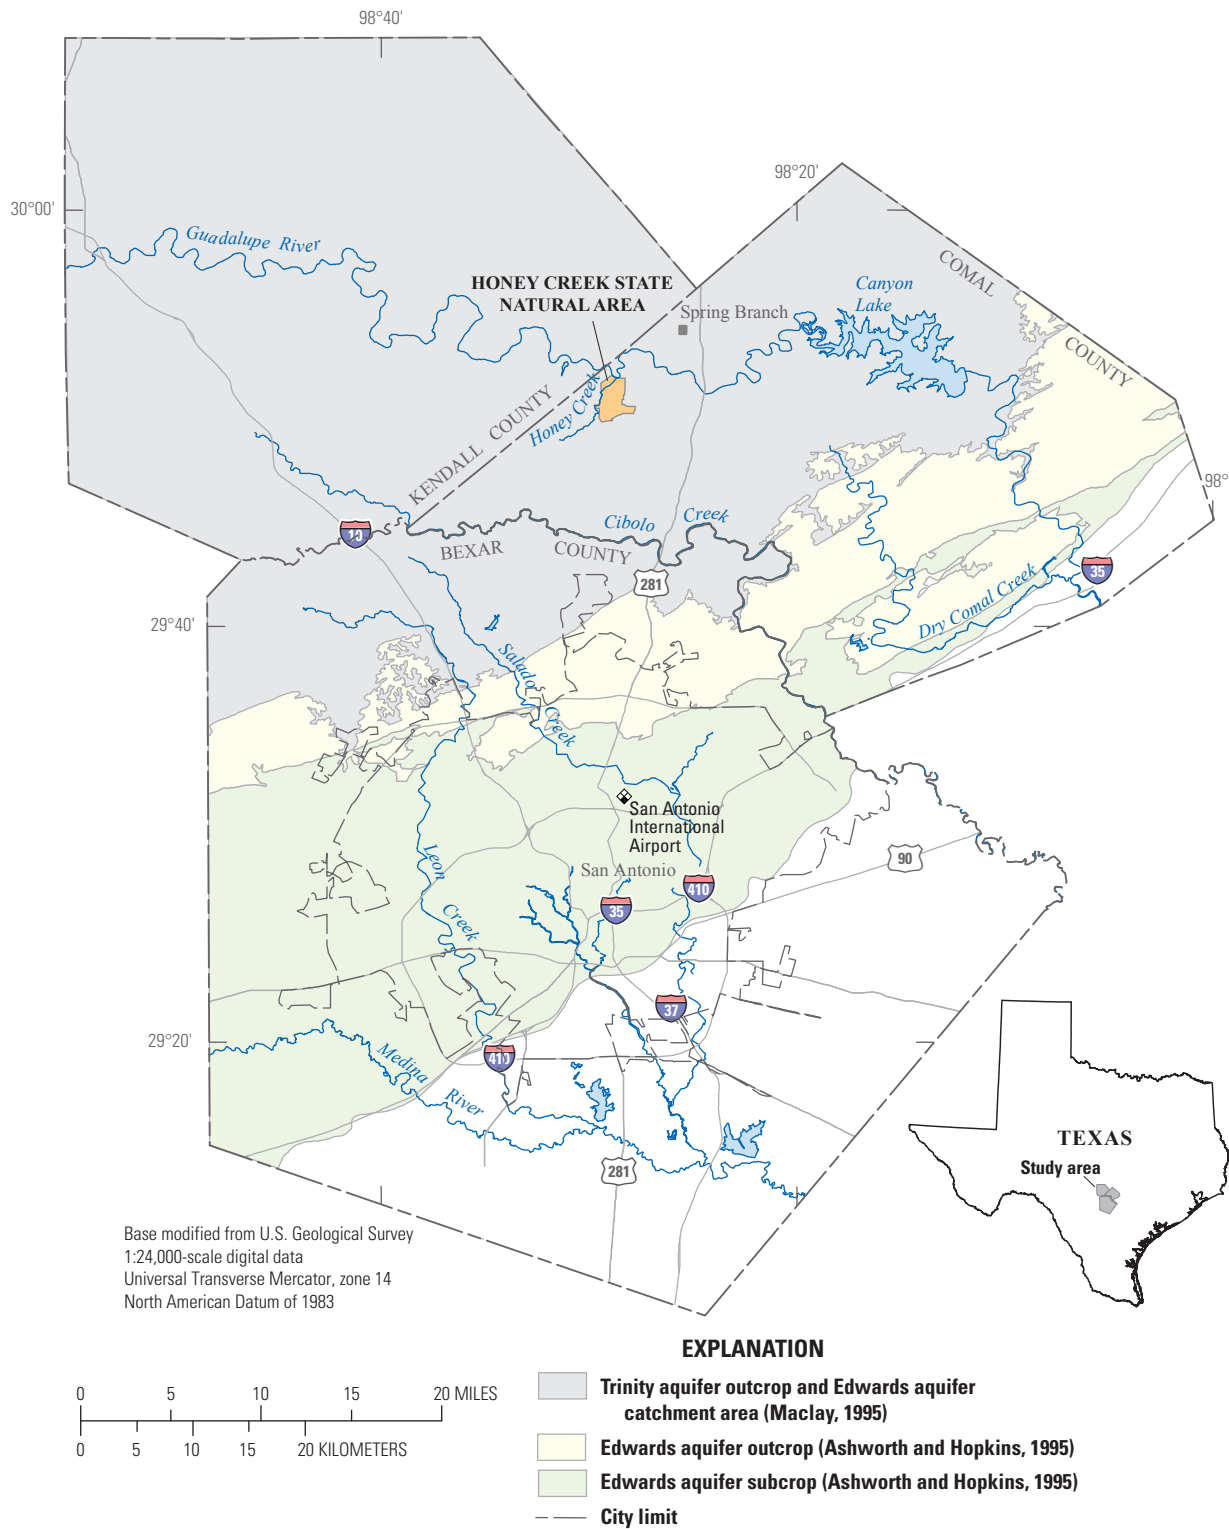 98°40'
98°20'
30°00'
Guadalupe River
HONEY CREEK STATE
NATURAL AREA
Spring Branch
Canyon
Lake
COMAL
COUNTY
KENDALL COUNTY
Honey Creek
98°
10
Cibolo Creek
BEXAR COUNTY
281
35
Dry Comal Creek
29°40'
Salado
Creek
San Antonio
International
Airport
San Antonio
90
410
35
Leon
Creek
37
29°20'
410
Medina
River
281
TEXAS
Study area
Base modified from U.S. Geological Survey
1:24,000-scale digital data
Universal Transverse Mercator, zone 14
North American Datum of 1983
EXPLANATION
0 5 10 15 20 MILES
0 5 10 15 20 KILOMETERS
Trinity aquifer outcrop and Edwards aquifer
catchment area (Maclay, 1995)
Edwards aquifer outcrop (Ashworth and Hopkins, 1995)
Edwards aquifer subcrop (Ashworth and Hopkins, 1995)
City limit